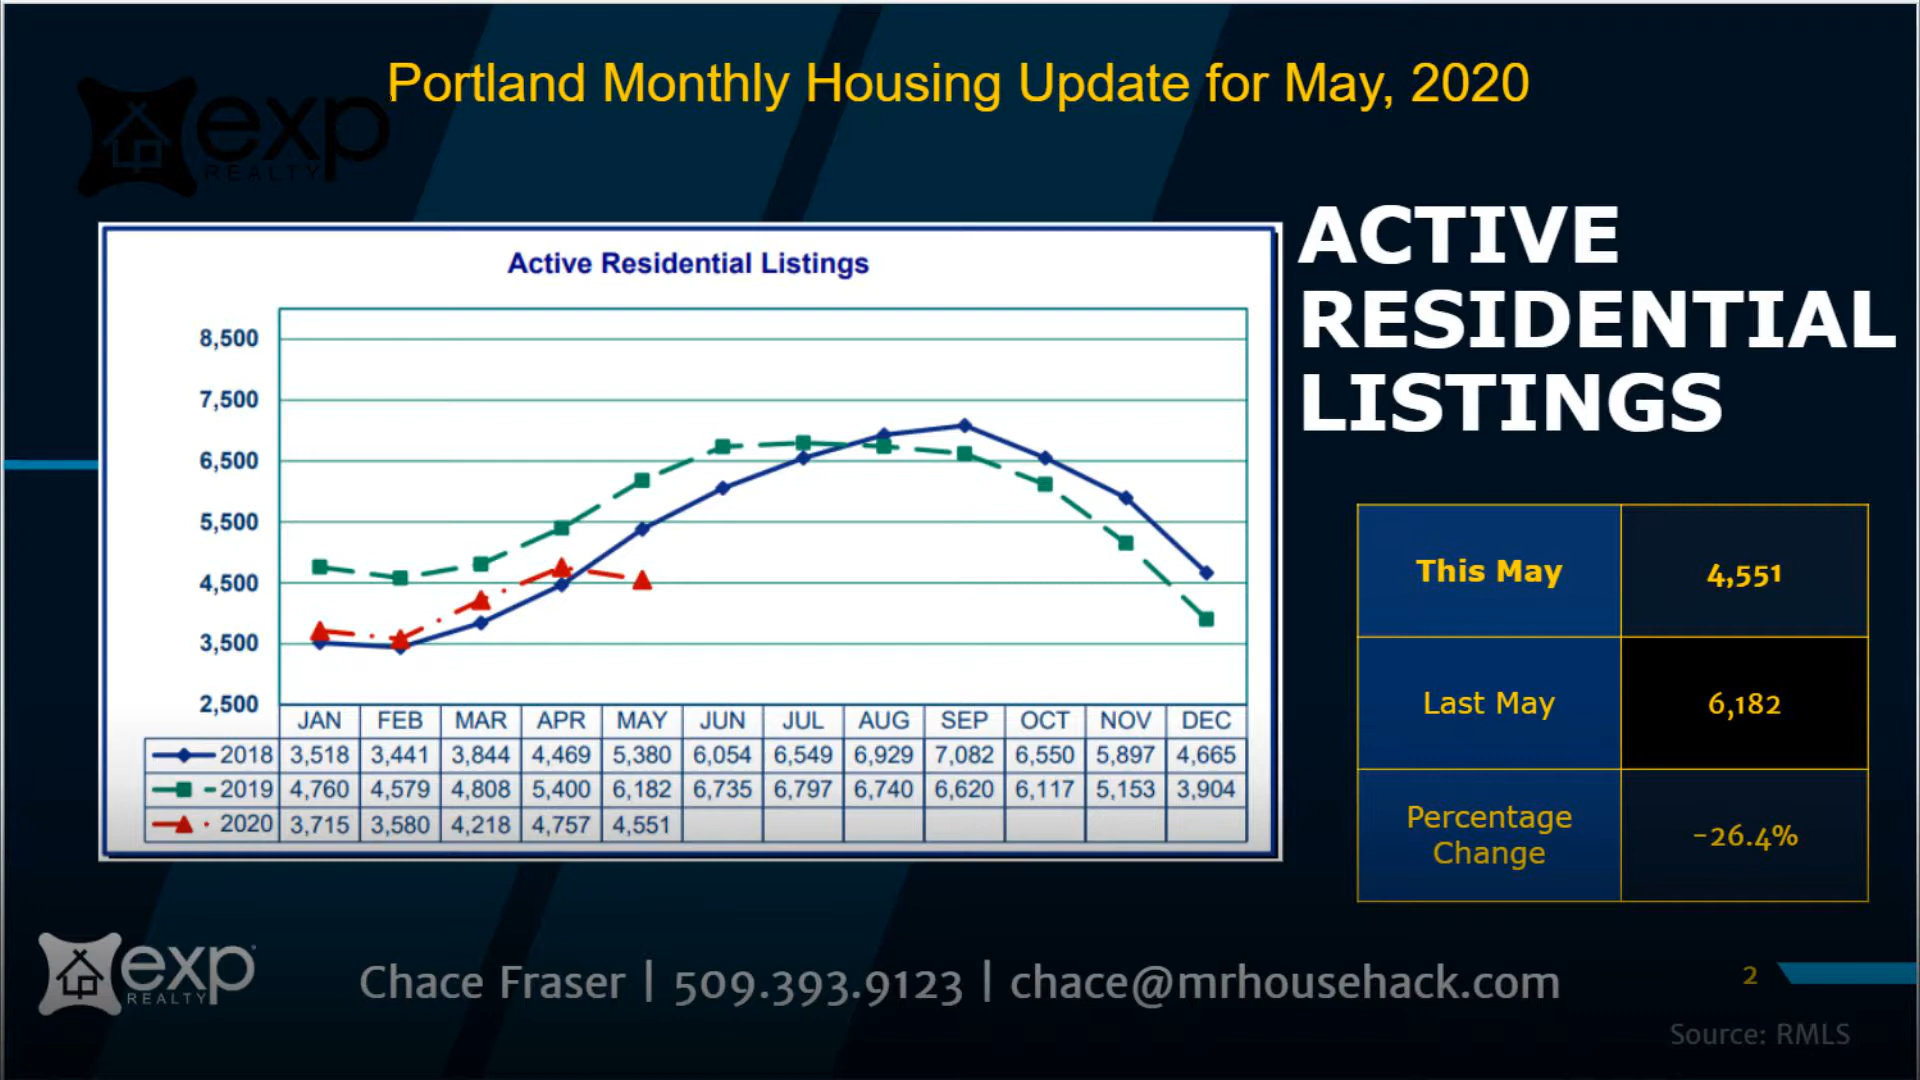 Portland Monthly Housing Update for May, 2020
exp
REALTY
ACTIVE
RESIDENTIAL
LISTINGS
Active Residential Listings
8,500
7,500
6,500
5,500
4,500
3,500
2,500
JAN FEB MAR APR MAY JUN JUL AUG SEP OCT NOV DEC
2018 3,518 3,441 3,844 4,469 5,380 6,054 6,549 6,929 7,082 6,550 5,897 4,665
2019 4,760 4,579 4,808 5,400 6,182 6,735 6,797 6,740 6,620 6,117 5,153 3,904
2020 3,715 3,580 4,218 4,757 4,551
This May 4,551
Last May 6,182
Percentage
Change
-26.4%
exp
REALTY
Chace Fraser | 509.393.9123 | chace@mrhousehack.com
2
Source: RMLS